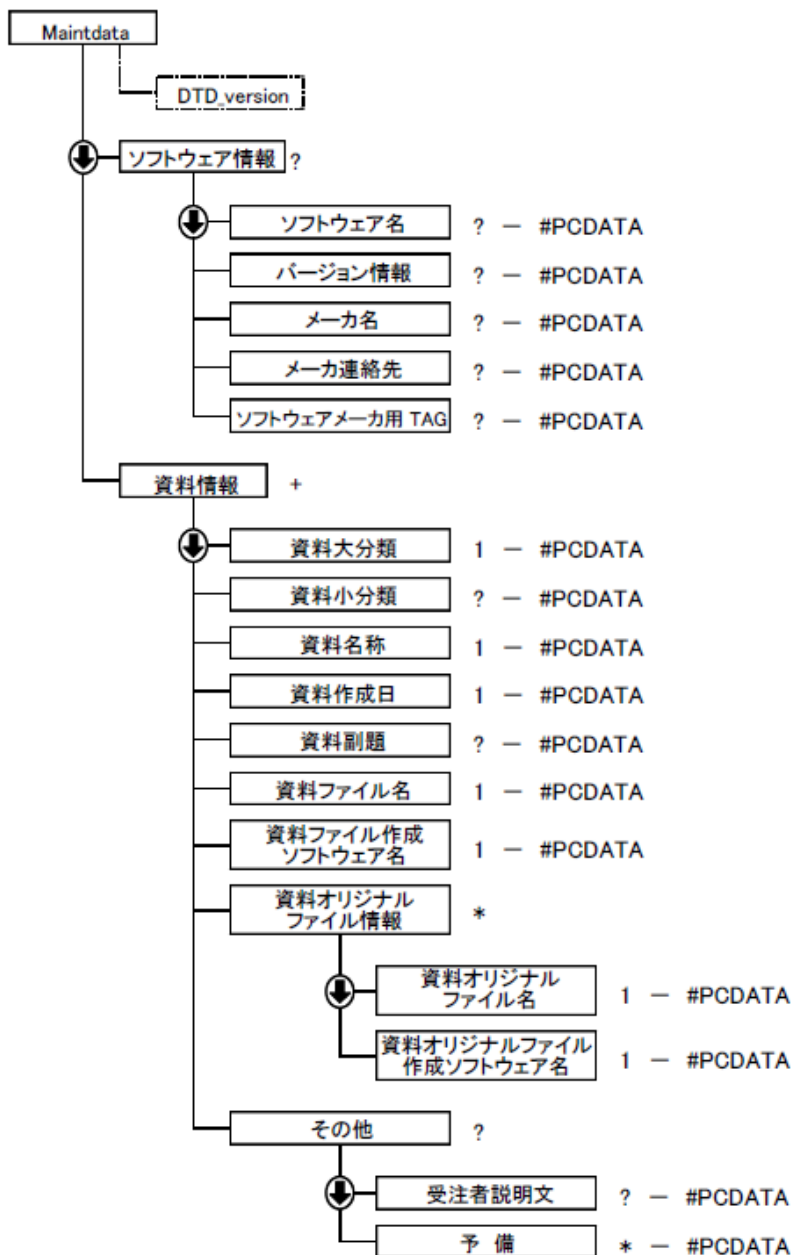 Maintdata
DTD_version
ソフトウェア情報 ?
ソフトウェア名 ? － #PCDATA
バージョン情報 ? － #PCDATA
メーカ名 ? － #PCDATA
メーカ連絡先 ? － #PCDATA
ソフトウェアメーカ用 TAG ? － #PCDATA
資料情報 +
資料大分類 1 － #PCDATA
資料小分類 ? － #PCDATA
資料名称 1 － #PCDATA
資料作成日 1 － #PCDATA
資料副題 ? － #PCDATA
資料ファイル名 1 － #PCDATA
資料ファイル作成
ソフトウェア名 1 － #PCDATA
資料オリジナル
ファイル情報 *
資料オリジナル
ファイル名 1 － #PCDATA
資料オリジナルファイル
作成ソフトウェア名 1 － #PCDATA
その他 ?
受注者説明文 ? － #PCDATA
予 備 * － #PCDATA